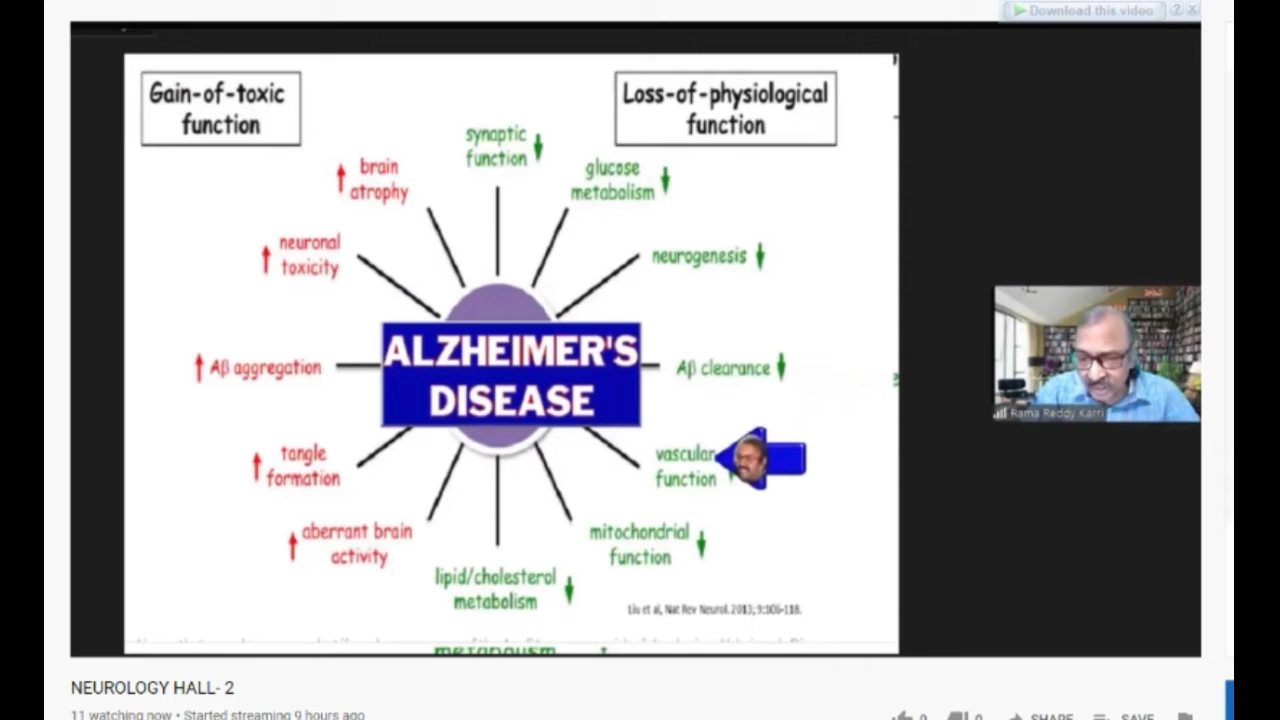 Download this video
?
×
Gain-of-toxic
function
Loss-of-physiological
function
synaptic
function
brain
atrophy
glucose
metabolism
neuronal
toxicity
neurogenesis
Aβ aggregation
ALZHEIMER'S
DISEASE
Aβ clearance
tangle
formation
vascular
function
aberrant brain
activity
mitochondrial
function
lipid/cholesterol
metabolism
Liu et al, Nat Rev Neurol. 2013; 9:106-118.
metabolism
Rama Reddy Karri
NEUROLOGY HALL- 2
11 watching now • Started streaming 9 hours ago
0
0
SHARE
SAVE